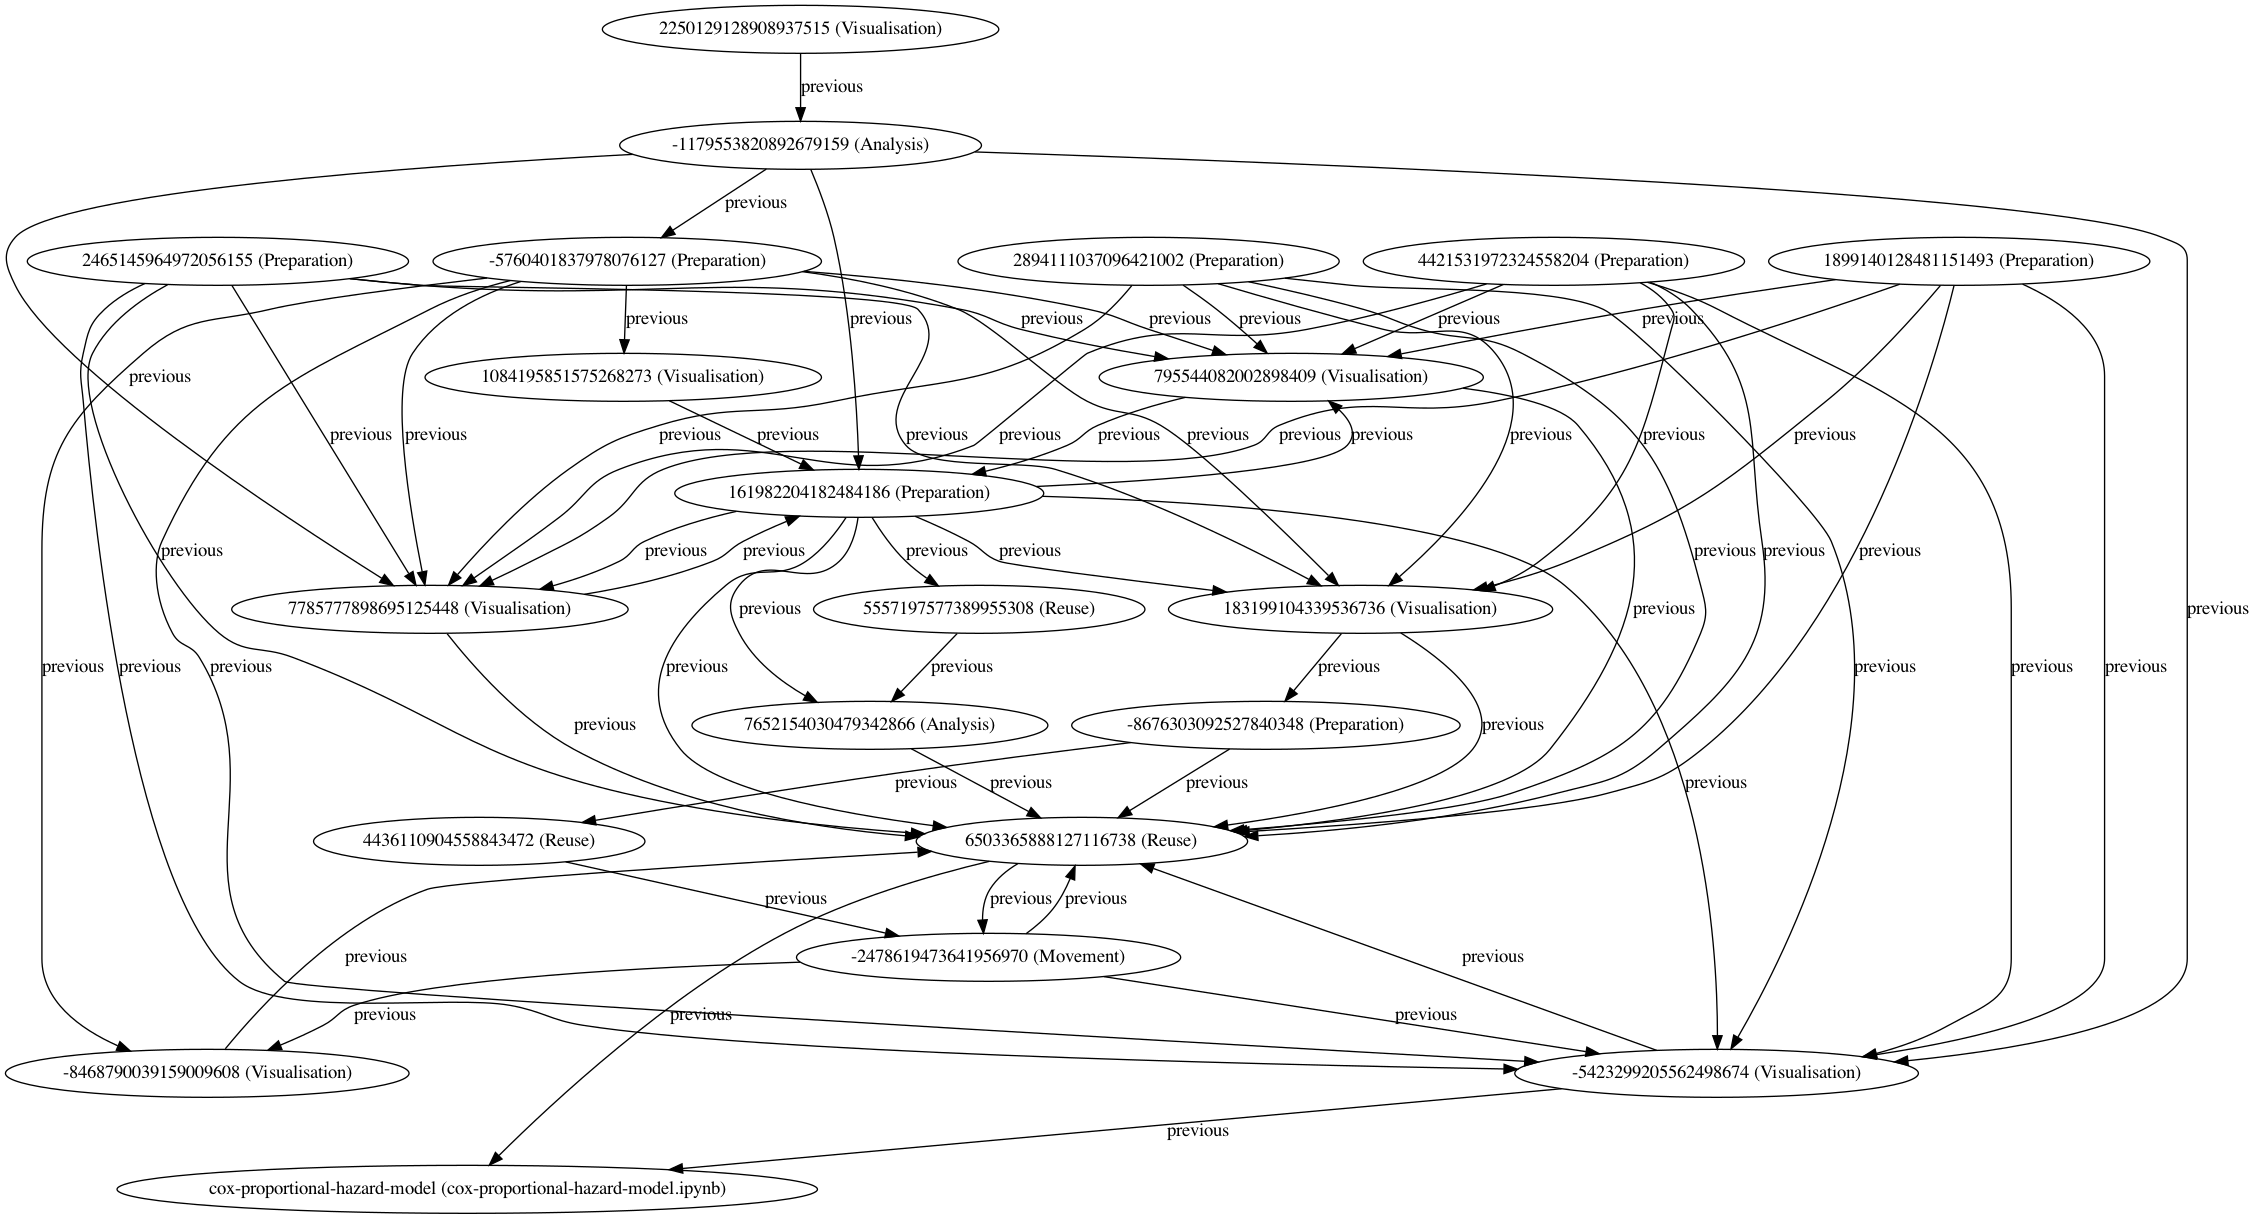 2250129128908937515 (Visualisation)
previous
-1179553820892679159 (Analysis)
previous
2465145964972056155 (Preparation)
-5760401837978076127 (Preparation)
2894111037096421002 (Preparation)
4421531972324558204 (Preparation)
1899140128481151493 (Preparation)
previous
previous
previous
previous
previous
previous
previous
previous
1084195851575268273 (Visualisation)
795544082002898409 (Visualisation)
previous
previous
previous
previous
previous
previous
previous
previous
previous
previous
previous
previous
previous
161982204182484186 (Preparation)
previous
previous
previous
previous
previous
previous
previous
previous
7785777898695125448 (Visualisation)
5557197577389955308 (Reuse)
183199104339536736 (Visualisation)
previous
previous
previous
previous
previous
previous
previous
previous
previous
previous
previous
previous
7652154030479342866 (Analysis)
-8676303092527840348 (Preparation)
previous
previous
previous
previous
previous
previous
4436110904558843472 (Reuse)
6503365888127116738 (Reuse)
previous
previous
previous
-2478619473641956970 (Movement)
previous
previous
previous
previous
previous
-8468790039159009608 (Visualisation)
-5423299205562498674 (Visualisation)
previous
cox-proportional-hazard-model (cox-proportional-hazard-model.ipynb)